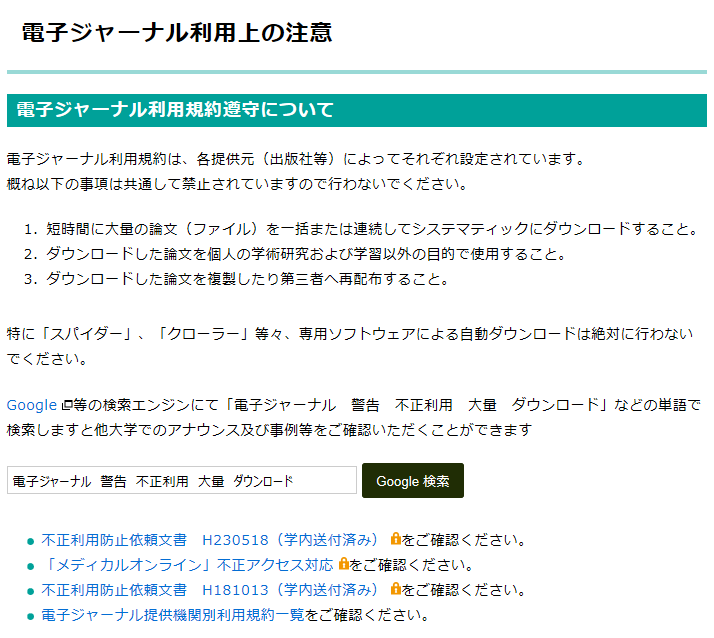 電子ジャーナル利用上の注意
電子ジャーナル利用規約遵守について
電子ジャーナル利用規約は、各提供元（出版社等）によってそれぞれ設定されています。
概ね以下の事項は共通して禁止されていますので行わないでください。
1. 短時間に大量の論文（ファイル）を一括または連続してシステマティックにダウンロードすること。
2. ダウンロードした論文を個人の学術研究および学習以外の目的で使用すること。
3. ダウンロードした論文を複製したり第三者へ再配布すること。
特に「スパイダー」、「クローラー」等々、専用ソフトウェアによる自動ダウンロードは絶対に行わない
でください。
Google 等の検索エンジンにて「電子ジャーナル　警告　不正利用　大量　ダウンロード」などの単語で
検索しますと他大学でのアナウンス及び事例等をご確認いただくことができます
電子ジャーナル　警告　不正利用　大量　ダウンロード Google 検索
不正利用防止依頼文書　H230518（学内送付済み） をご確認ください。
「メディカルオンライン」不正アクセス対応 をご確認ください。
不正利用防止依頼文書　H181013（学内送付済み） をご確認ください。
電子ジャーナル提供機関別利用規約一覧をご確認ください。